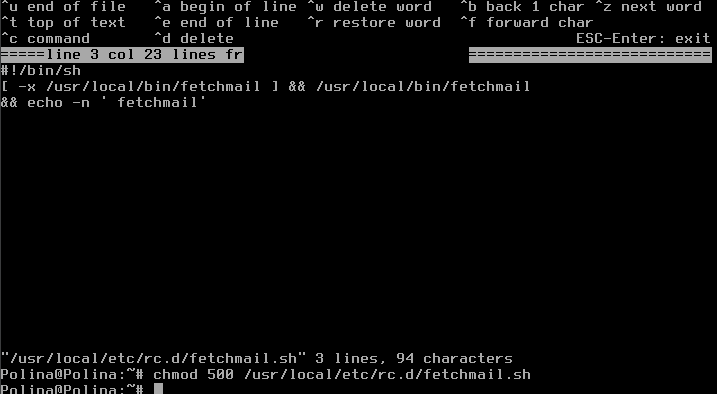 ^u end of file ^a begin of line ^w delete word ^b back 1 char ^z next word
^t top of text ^e end of line ^r restore word ^f forward char
^c command ^d delete ESC-Enter: exit
=====line 3 col 23 lines fr ===========================
#!/bin/sh
[ -x /usr/local/bin/fetchmail ] && /usr/local/bin/fetchmail
&& echo -n ' fetchmail'
"/usr/local/etc/rc.d/fetchmail.sh" 3 lines, 94 characters
Polina@Polina:~# chmod 500 /usr/local/etc/rc.d/fetchmail.sh
Polina@Polina:~#